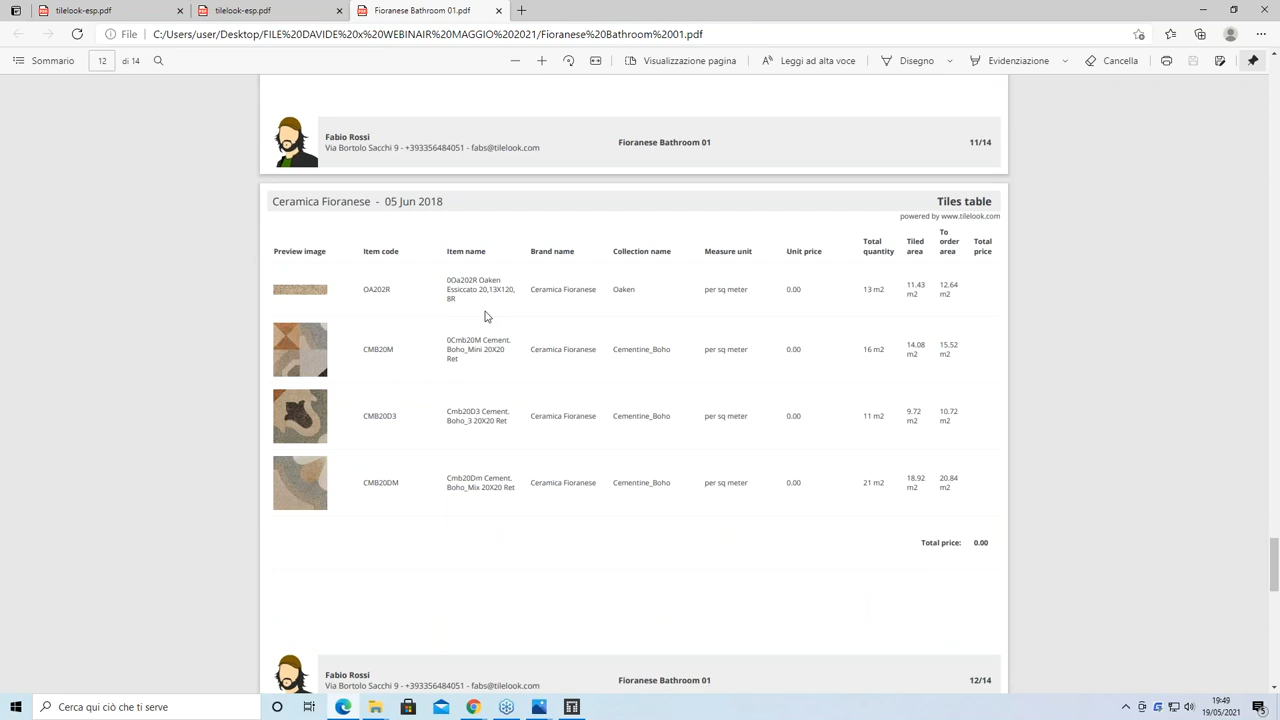 tilelook-esp.pdf
tilelook-esp.pdf
Fioranese Bathroom 01.pdf
File
C:/Users/user/Desktop/FILE%20DAVIDE%20x%20WEBINAIR%20MAGGIO%202021/Fioranese%20Bathroom%2001.pdf
Sommario 12 di 14 Visualizzazione pagina Leggi ad alta voce Disegno Evidenziazione Cancella
Fabio Rossi
Via Bortolo Sacchi 9 - +393356484051 - fabs@tilelook.com
Fioranese Bathroom 01
11/14
Ceramica Fioranese - 05 Jun 2018
Tiles table
powered by www.tilelook.com
Preview image
Item code
Item name
Brand name
Collection name
Measure unit
Unit price
Total
quantity
Tiled
area
To
order
area
Total
price
OA202R
0Oa202R Oaken
Essiccato 20,13X120,
8R
Ceramica Fioranese
Oaken
per sq meter
0.00
13 m2
11.43
m2
12.64
m2
CMB20M
0Cmb20M Cement.
Boho_Mini 20X20
Ret
Ceramica Fioranese
Cementine_Boho
per sq meter
0.00
16 m2
14.08
m2
15.52
m2
CMB20D3
Cmb20D3 Cement.
Boho_3 20X20 Ret
Ceramica Fioranese
Cementine_Boho
per sq meter
0.00
11 m2
9.72
m2
10.72
m2
CMB20DM
Cmb20Dm Cement.
Boho_Mix 20X20 Ret
Ceramica Fioranese
Cementine_Boho
per sq meter
0.00
21 m2
18.92
m2
20.84
m2
Total price: 0.00
Fabio Rossi
Via Bortolo Sacchi 9 - +393356484051 - fabs@tilelook.com
Fioranese Bathroom 01
12/14
Cerca qui ciò che ti serve
19:49
19/05/2021